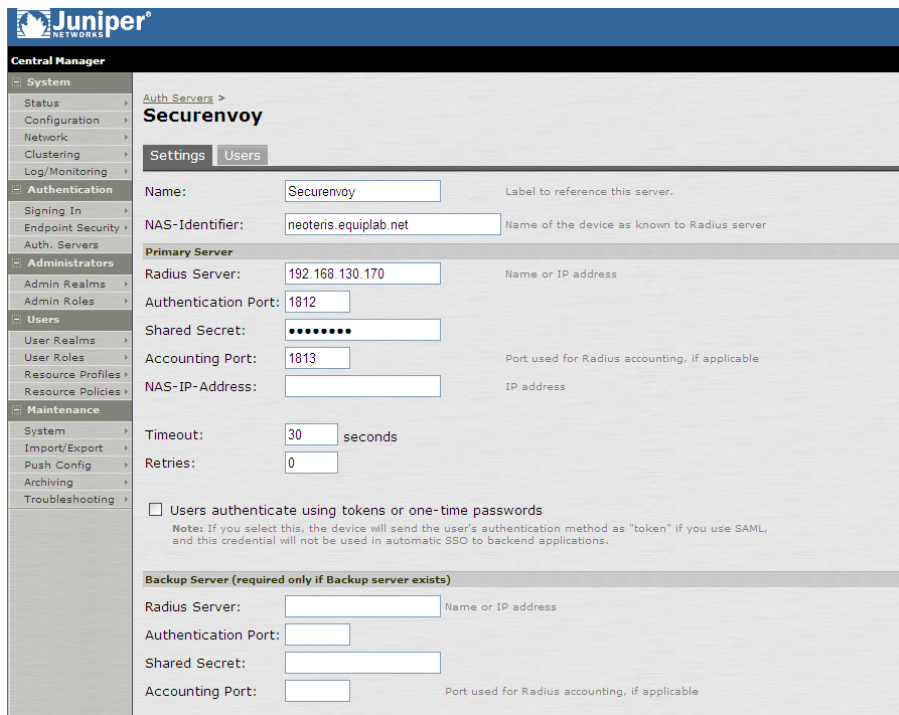 Juniper®
NETWORKS
Central Manager
System
Status
Configuration
Network
Clustering
Log/Monitoring
Authentication
Signing In
Endpoint Security
Auth. Servers
Administrators
Admin Realms
Admin Roles
Users
User Realms
User Roles
Resource Profiles
Resource Policies
Maintenance
System
Import/Export
Push Config
Archiving
Troubleshooting
Auth Servers >
Securenvoy
Settings Users
Name: Securenvoy Label to reference this server.
NAS-Identifier: neoteris.equiplab.net Name of the device as known to Radius server
Primary Server
Radius Server: 192.168.130.170 Name or IP address
Authentication Port: 1812
Shared Secret: ●●●●●●●●
Accounting Port: 1813 Port used for Radius accounting, if applicable
NAS-IP-Address: IP address
Timeout: 30 seconds
Retries: 0
Users authenticate using tokens or one-time passwords
Note: If you select this, the device will send the user's authentication method as "token" if you use SAML,
and this credential will not be used in automatic SSO to backend applications.
Backup Server (required only if Backup server exists)
Radius Server: Name or IP address
Authentication Port:
Shared Secret:
Accounting Port: Port used for Radius accounting, if applicable